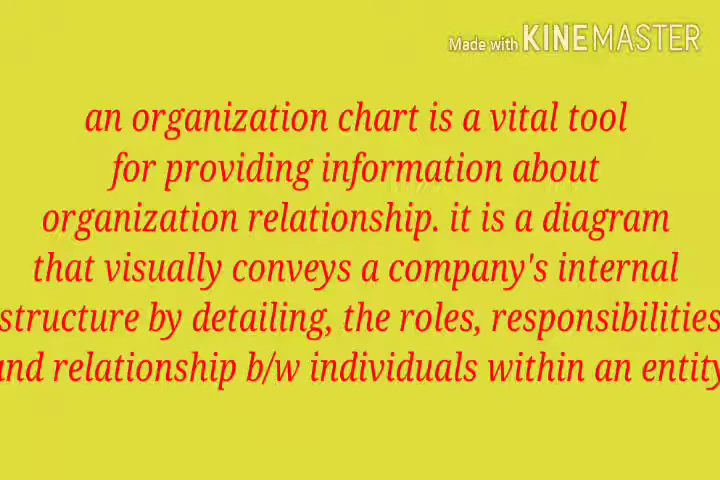 Made with KINEMASTER
an organization chart is a vital tool
for providing information about
organization relationship. it is a diagram
that visually conveys a company's internal
structure by detailing, the roles, responsibilities
and relationship b/w individuals within an entity